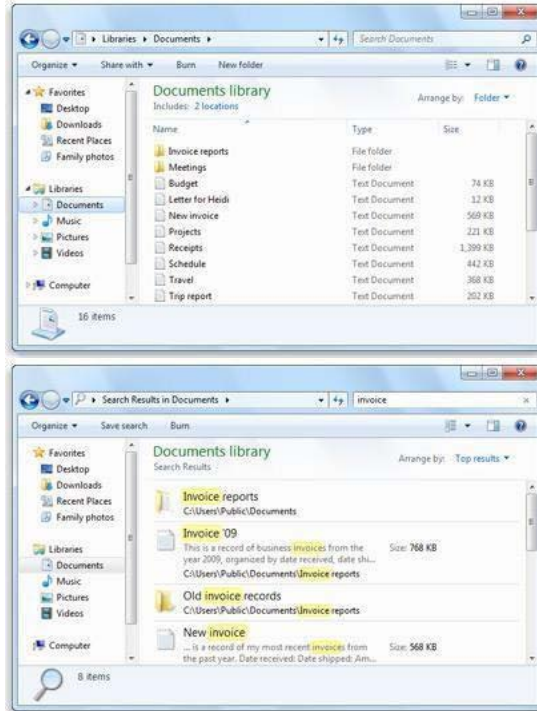 Libraries ▸ Documents ▸
Search Documents
Organize ▾ Share with ▾ Burn New folder
Favorites
Desktop
Downloads
Recent Places
Family photos
Libraries
Documents
Music
Pictures
Videos
Computer
Documents library
Includes: 2 locations
Arrange by: Folder ▾
Name Type Size
Invoice reports File folder
Meetings File folder
Budget Text Document 74 KB
Letter for Heidi Text Document 12 KB
New invoice Text Document 569 KB
Projects Text Document 221 KB
Receipts Text Document 1,399 KB
Schedule Text Document 442 KB
Travel Text Document 368 KB
Trip report Text Document 202 KB
16 items
Search Results in Documents ▸
invoice
Organize ▾ Save search Burn
Favorites
Desktop
Downloads
Recent Places
Family photos
Libraries
Documents
Music
Pictures
Videos
Computer
Documents library
Search Results
Arrange by: Top results ▾
Invoice reports
C:\Users\Public\Documents
Invoice '09
This is a record of business invoices from the
year 2009, organized by date received, date shi...
Size: 768 KB
C:\Users\Public\Documents\Invoice reports
Old invoice records
C:\Users\Public\Documents\Invoice reports
New invoice
... is a record of my most recent invoices from
the past year. Date received: Date shipped: Am...
Size: 568 KB
8 items